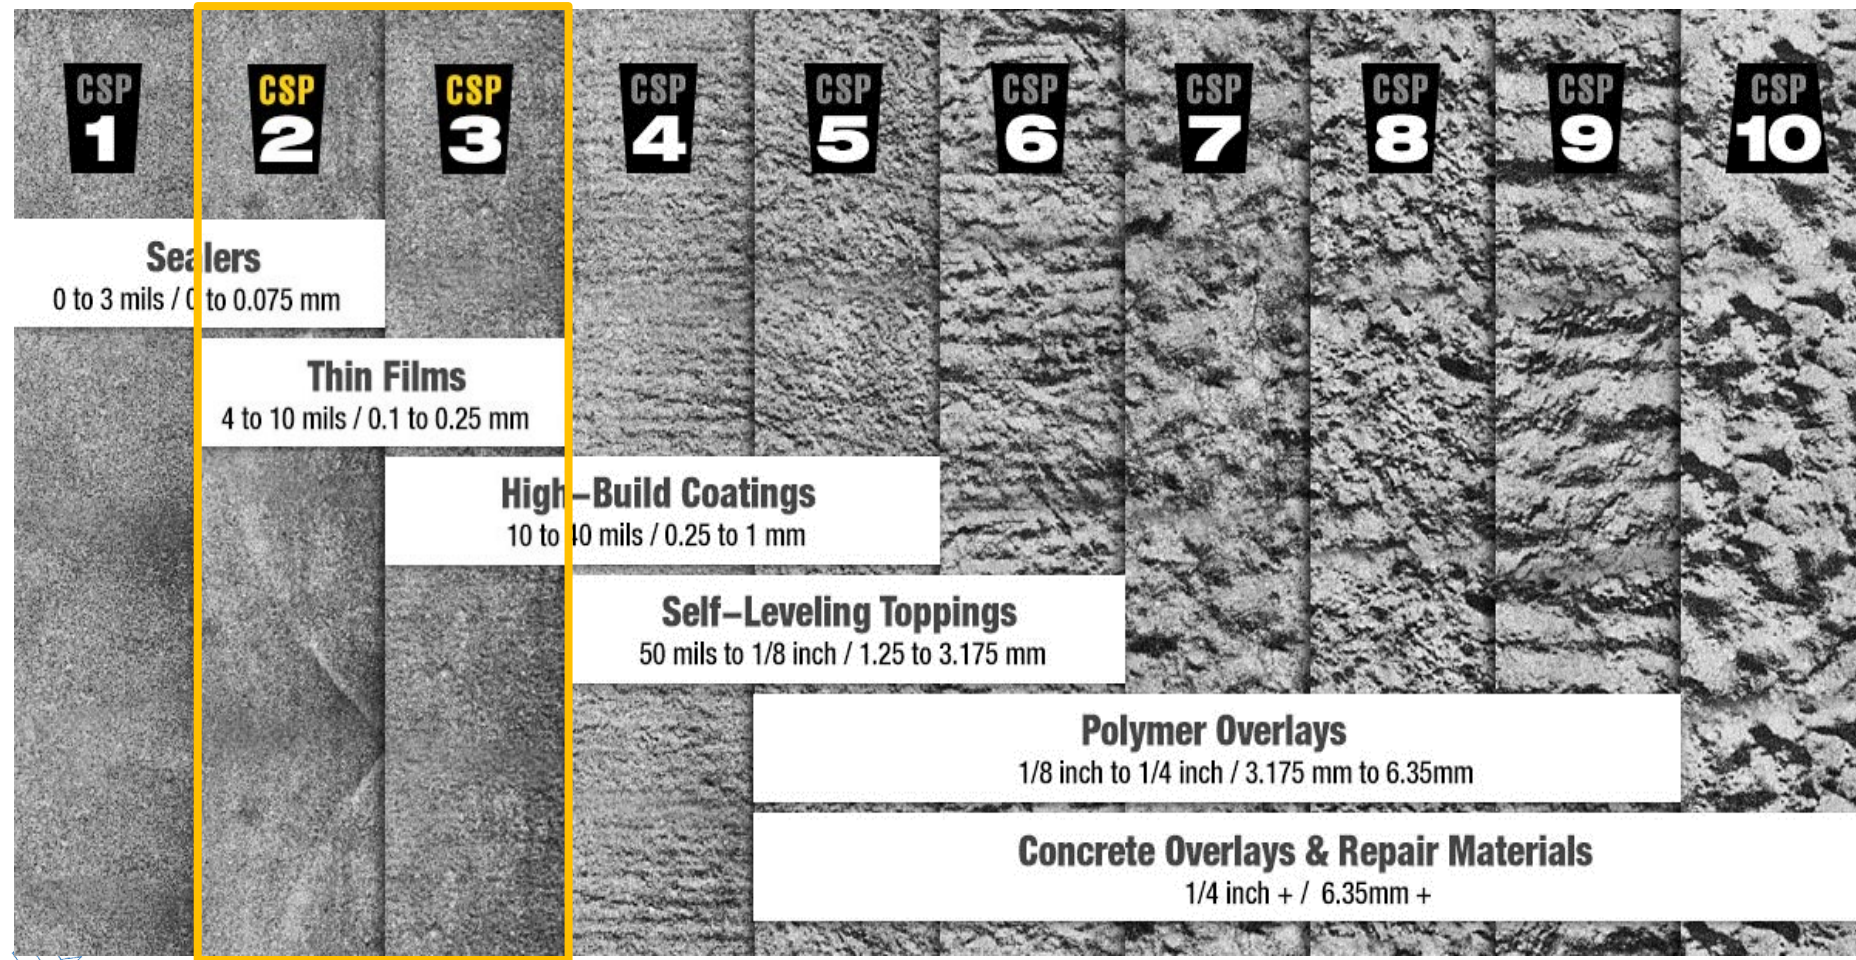 CSP 1
CSP 2
CSP 3
CSP 4
CSP 5
CSP 6
CSP 7
CSP 8
CSP 9
CSP 10
Sealers
0 to 3 mils / 0 to 0.075 mm
Thin Films
4 to 10 mils / 0.1 to 0.25 mm
High–Build Coatings
10 to 40 mils / 0.25 to 1 mm
Self–Leveling Toppings
50 mils to 1/8 inch / 1.25 to 3.175 mm
Polymer Overlays
1/8 inch to 1/4 inch / 3.175 mm to 6.35mm
Concrete Overlays & Repair Materials
1/4 inch + / 6.35mm +